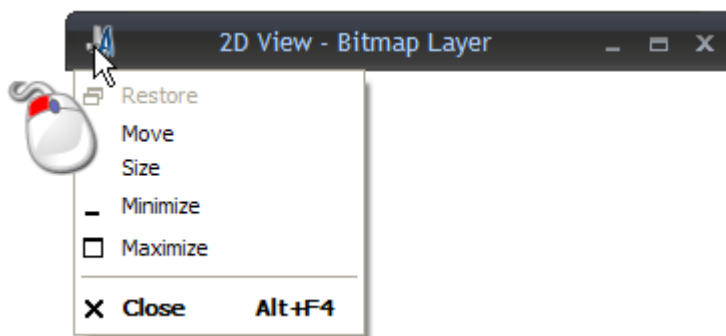 2D View - Bitmap Layer
Restore
Move
Size
Minimize
Maximize
Close Alt+F4